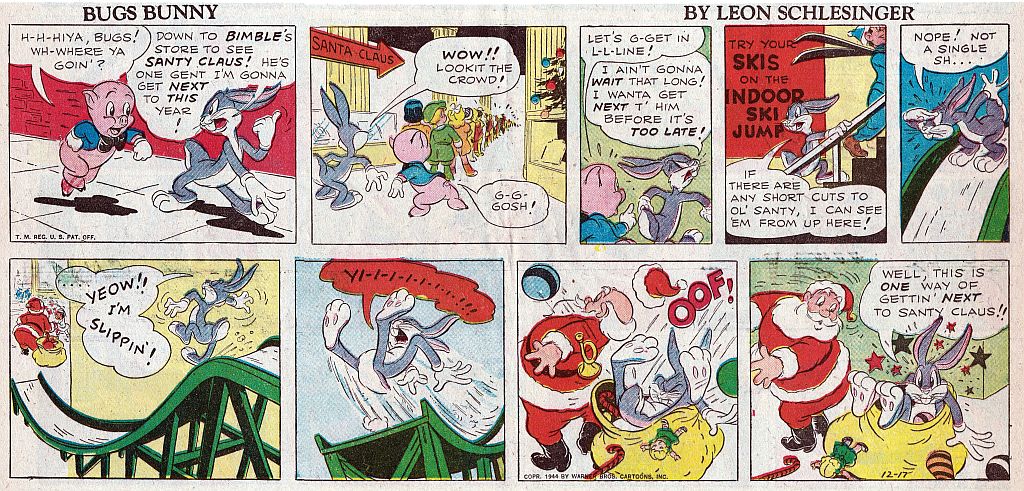 BUGS BUNNY
BY LEON SCHLESINGER
H-H-HIYA, BUGS!
WH-WHERE YA
GOIN'?
DOWN TO BIMBLE'S
STORE TO SEE
SANTY CLAUS! HE'S
ONE GENT I'M GONNA
GET NEXT
TO THIS
YEAR
!
T. M. REG. U. S. PAT. OFF.
SANTA-CLAUS
WOW!!
LOOKIT THE
CROWD!
G-G-
GOSH!
LET'S G-GET IN
L-L-LINE!
I AIN'T GONNA
WAIT THAT LONG!
I WANTA GET
NEXT T' HIM
BEFORE IT'S
TOO LATE!
TRY YOUR
SKIS
ON THE
INDOOR
SKI
JUMP
IF
THERE ARE
ANY SHORT CUTS TO
OL' SANTY, I CAN SEE
'EM FROM UP HERE!
NOPE! NOT
A SINGLE
SH....
YEOW!!
I'M
SLIPPIN'!
YI-I-I-I-I-I-I!!!
OOF!
COPR. 1944 BY WARNER BROS. CARTOONS, INC.
WELL, THIS IS
ONE WAY OF
GETTIN' NEXT
TO SANTY CLAUS!!
12-17